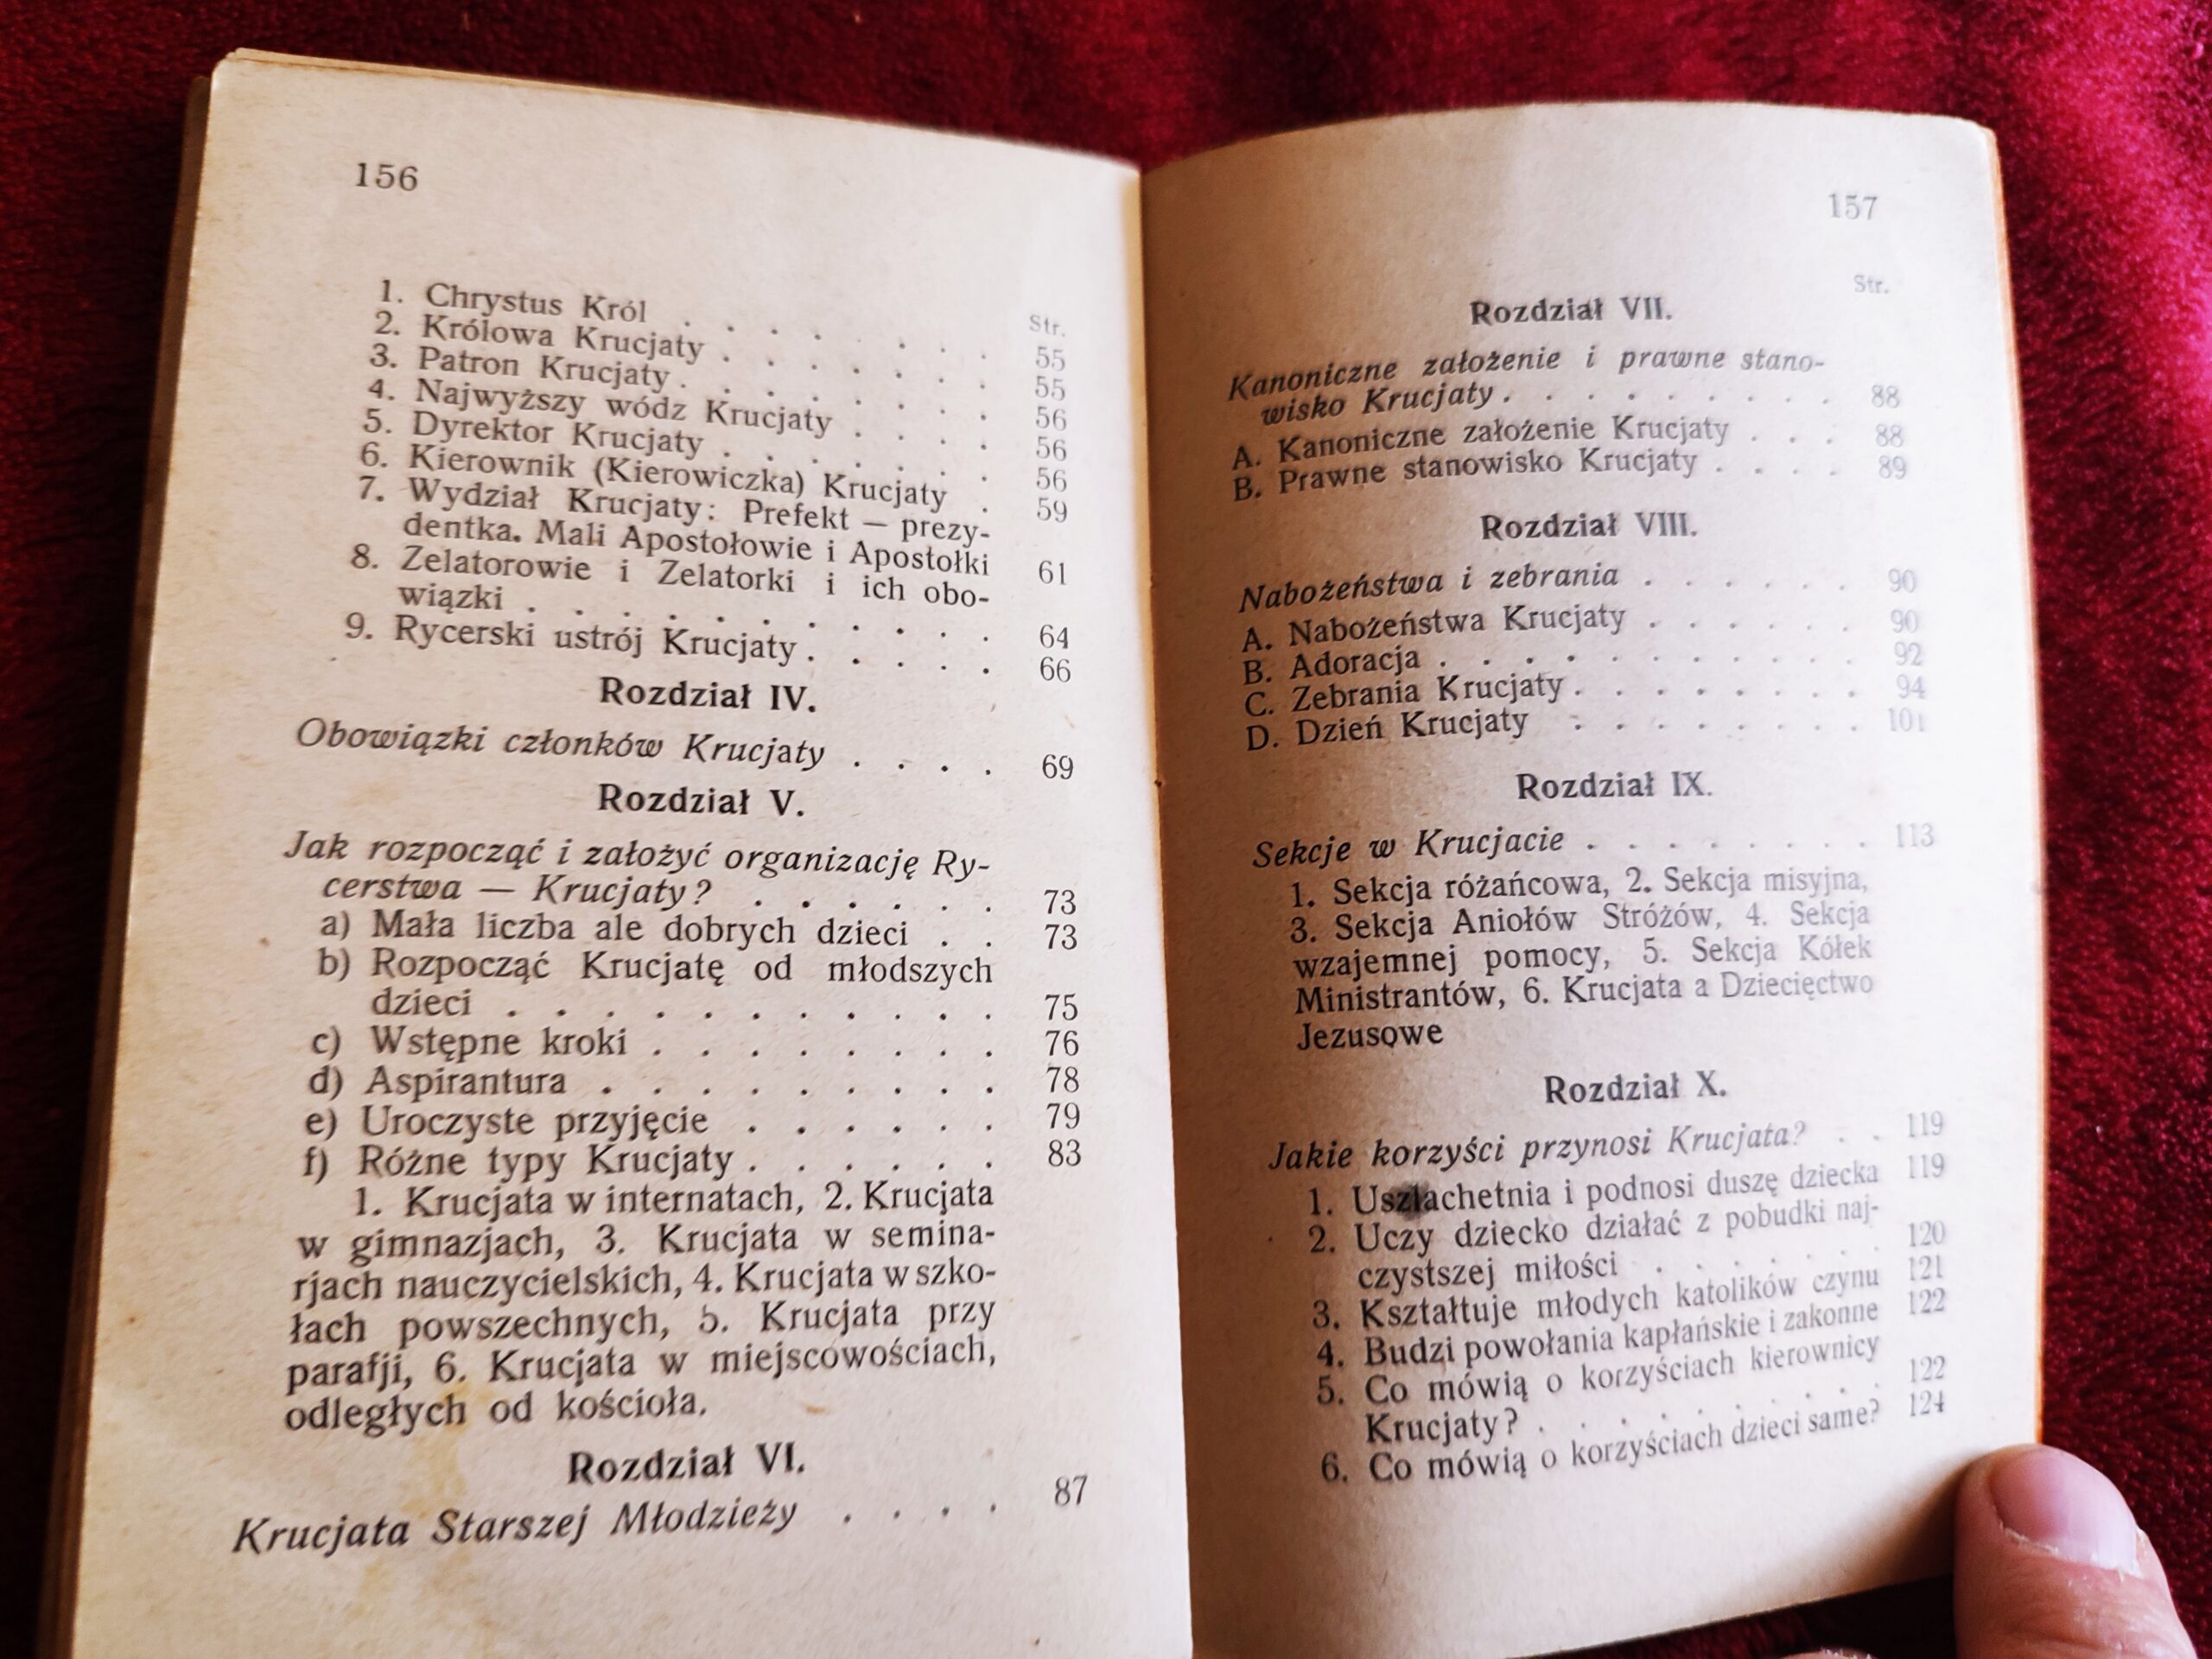 156
Str.
1. Chrystus Król . . . . . . . 55
2. Królowa Krucjaty . . . . . . . 55
3. Patron Krucjaty . . . . . . . . 56
4. Najwyższy wódz Krucjaty . . . . 56
5. Dyrektor Krucjaty . . . . . . . 56
6. Kierownik (Kierowiczka) Krucjaty . 59
7. Wydział Krucjaty: Prefekt — prezy-
dentka. Mali Apostołowie i Apostołki 61
8. Zelatorowie i Zelatorki i ich obo-
wiązki . . . . . . . . . . 64
9. Rycerski ustrój Krucjaty . . . . . 66
Rozdział IV.
Obowiązki członków Krucjaty . . . . 69
Rozdział V.
Jak rozpocząć i założyć organizację Ry-
cerstwa — Krucjaty? . . . . . . 73
a) Mała liczba ale dobrych dzieci . . 73
b) Rozpocząć Krucjatę od młodszych
dzieci . . . . . . . . . . . 75
c) Wstępne kroki . . . . . . . . 76
d) Aspirantura . . . . . . . . . 78
e) Uroczyste przyjęcie . . . . . . 79
f) Różne typy Krucjaty . . . . . . 83
1. Krucjata w internatach, 2. Krucjata
w gimnazjach, 3. Krucjata w semina-
rjach nauczycielskich, 4. Krucjata w szko-
łach powszechnych, 5. Krucjata przy
parafji, 6. Krucjata w miejscowościach,
odległych od kościoła.
Rozdział VI.
Krucjata Starszej Młodzieży . . . . 87
157
Str.
Rozdział VII.
Kanoniczne założenie i prawne stano-
wisko Krucjaty . . . . . . . . . 88
A. Kanoniczne założenie Krucjaty . . . 88
B. Prawne stanowisko Krucjaty . . . . 89
Rozdział VIII.
Nabożeństwa i zebrania . . . . . . 90
A. Nabożeństwa Krucjaty . . . . . . 90
B. Adoracja . . . . . . . . . . 92
C. Zebrania Krucjaty . . . . . . . . 94
D. Dzień Krucjaty . . . . . . . . 101
Rozdział IX.
Sekcje w Krucjacie . . . . . . . . 113
1. Sekcja różańcowa, 2. Sekcja misyjna,
3. Sekcja Aniołów Stróżów, 4. Sekcja
wzajemnej pomocy, 5. Sekcja Kółek
Ministrantów, 6. Krucjata a Dziecięctwo
Jezusowe
Rozdział X.
Jakie korzyści przynosi Krucjata? . . 119
1. Uszlachetnia i podnosi duszę dziecka 119
2. Uczy dziecko działać z pobudki naj-
czystszej miłości . . . . . . 120
3. Kształtuje młodych katolików czynu 121
4. Budzi powołania kapłańskie i zakonne 122
5. Co mówią o korzyściach kierownicy
Krucjaty? . . . . . . . . . 122
6. Co mówią o korzyściach dzieci same? 124